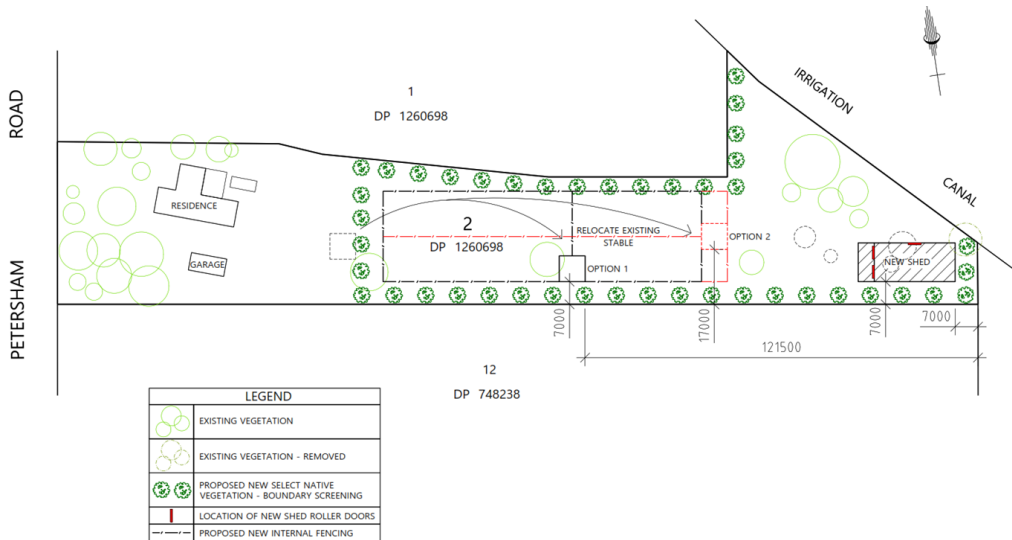 1
DP 1260698
ROAD
IRRIGATION
CANAL
RESIDENCE
GARAGE
2
DP 1260698
RELOCATE EXISTING
STABLE
OPTION 2
OPTION 1
NEW SHED
PETERSHAM
7000
17000
7000
7000
121500
12
DP 748238
LEGEND
EXISTING VEGETATION
EXISTING VEGETATION - REMOVED
PROPOSED NEW SELECT NATIVE
VEGETATION - BOUNDARY SCREENING
LOCATION OF NEW SHED ROLLER DOORS
PROPOSED NEW INTERNAL FENCING